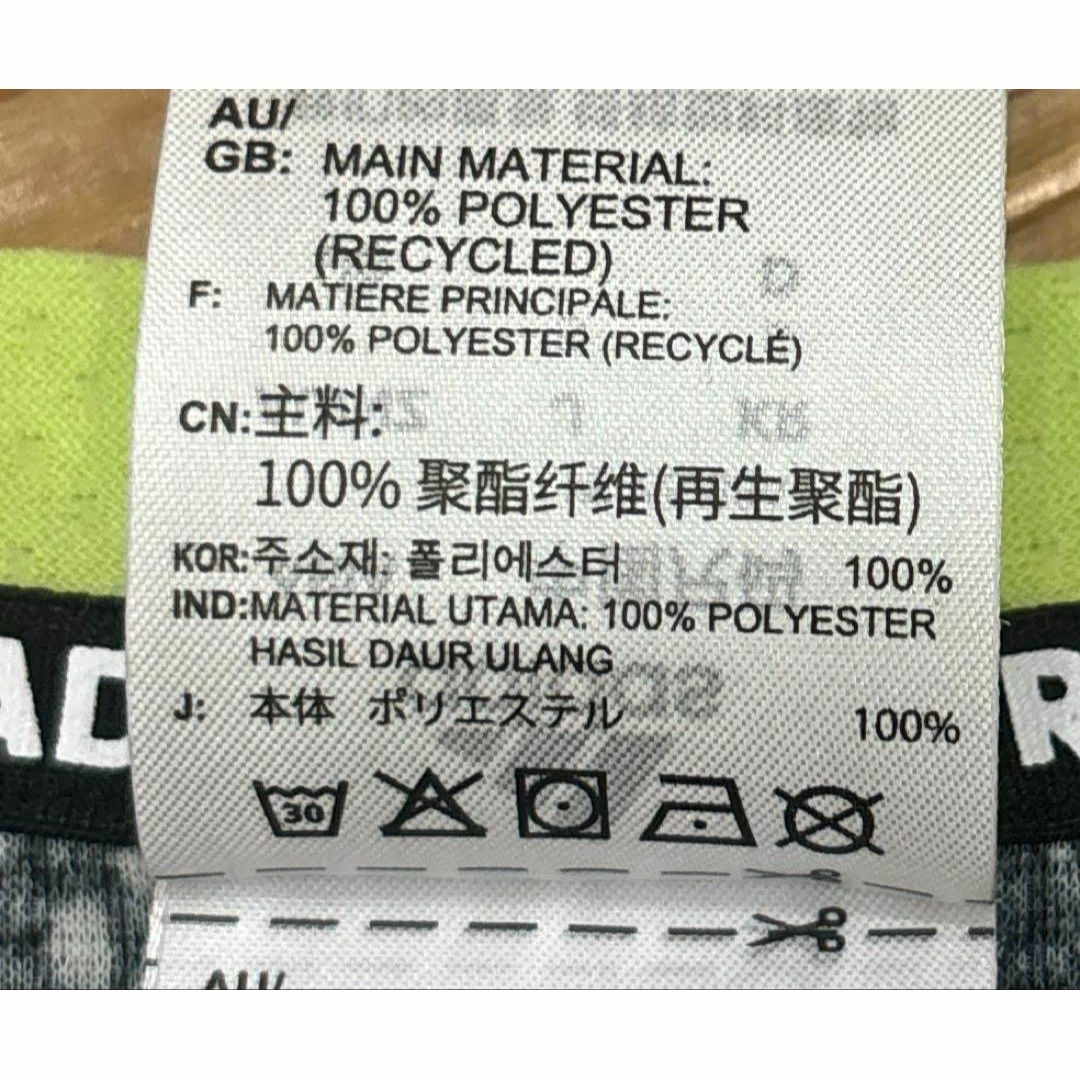 AU/
GB: MAIN MATERIAL:
100% POLYESTER
(RECYCLED)
F: MATIERE PRINCIPALE:
100% POLYESTER (RECYCLÉ)
CN:主料:
100% 聚酯纤维(再生聚酯)
KOR:주소재: 폴리에스터 100%
IND:MATERIAL UTAMA: 100% POLYESTER
HASIL DAUR ULANG
J: 本体 ポリエステル 100%
30
AD R
AU/